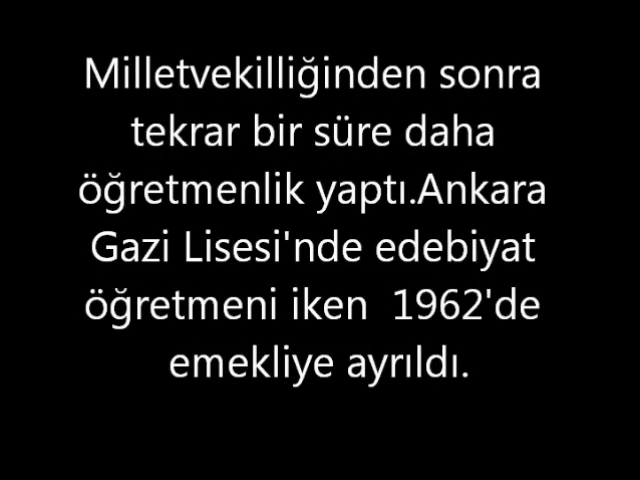 Milletvekilliğinden sonra
tekrar bir süre daha
öğretmenlik yaptı.Ankara
Gazi Lisesi'nde edebiyat
öğretmeni iken  1962'de
emekliye ayrıldı.